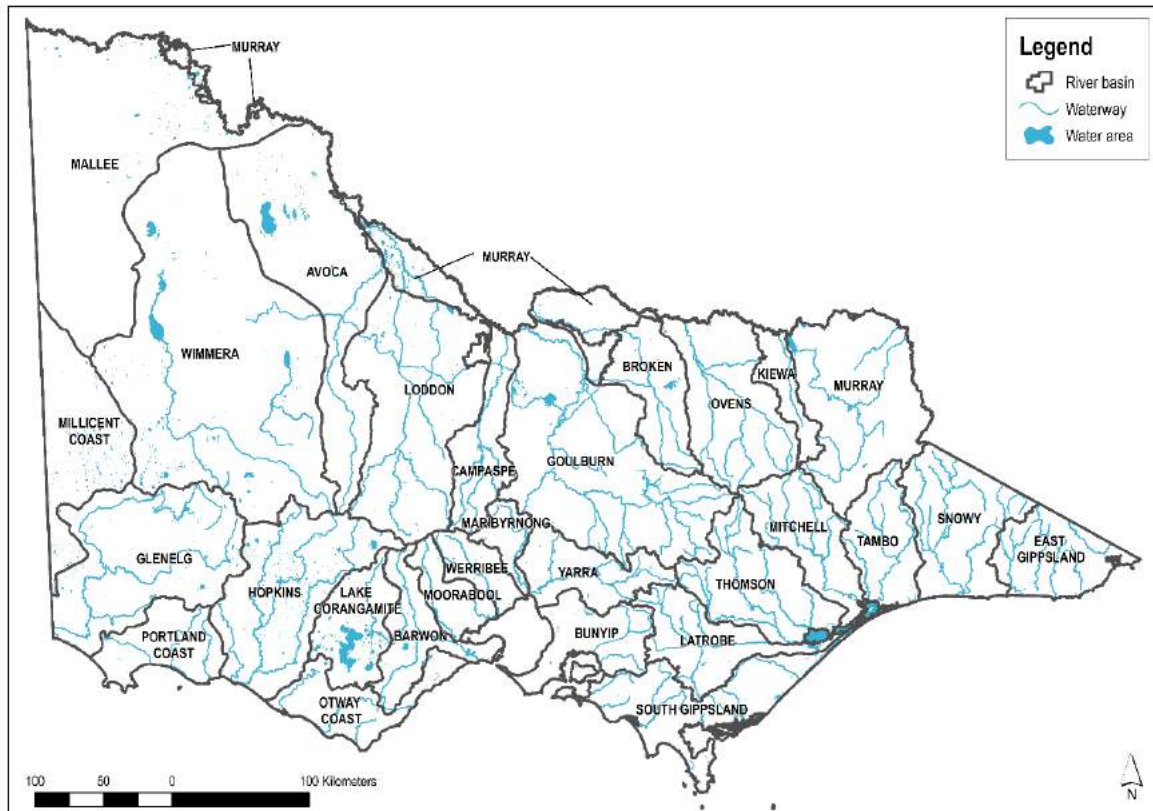 MURRAY
Legend
River basin
Waterway
Water area
MALLEE
MURRAY
AVOCA
WIMMERA
BROKEN
KIEWA
MURRAY
LODDON
OVENS
MILLICENT
COAST
CAMPASPE
GOULBURN
MARIBYRNONG
MITCHELL
SNOWY
TAMBO
EAST
GIPPSLAND
GLENELG
WERRIBEE
YARRA
THOMSON
HOPKINS
LAKE
CORANGAMITE
MOORABOOL
PORTLAND
COAST
BARWON
BUNYIP
LATROBE
OTWAY
COAST
SOUTH GIPPSLAND
100 50 0 100 Kilometers
N